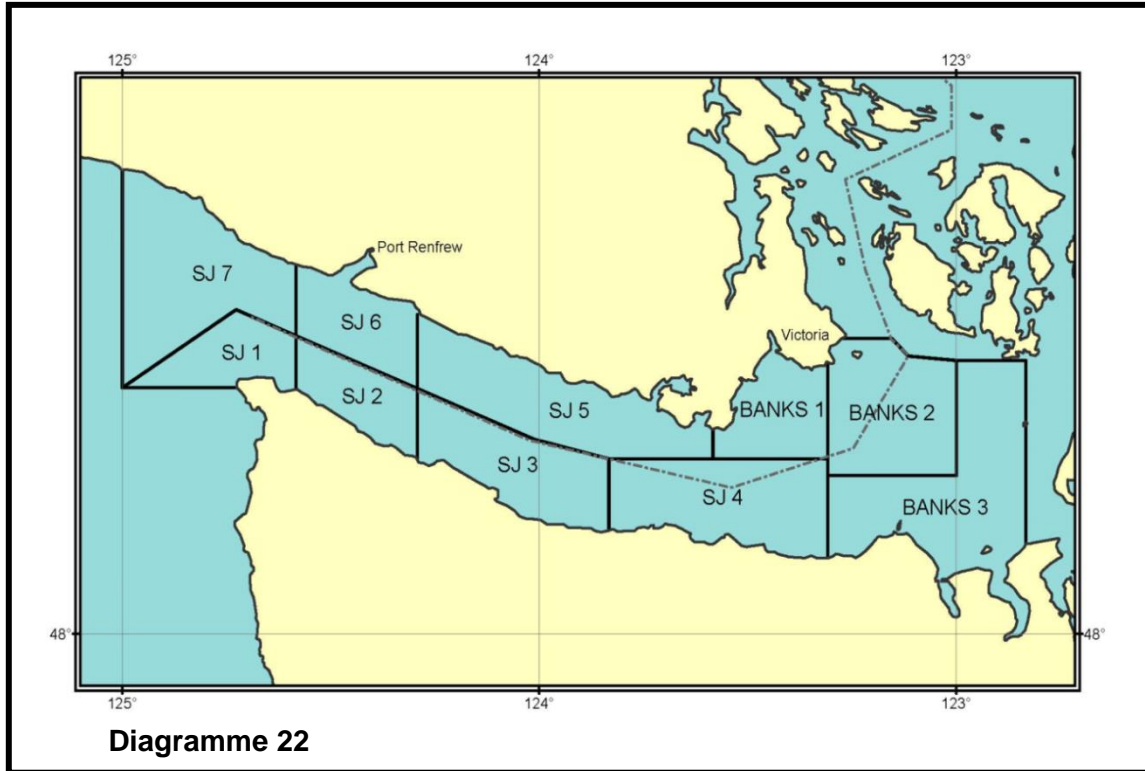 125°
124°
123°
Port Renfrew
SJ 7
SJ 6
Victoria
SJ 1
SJ 2
SJ 5
BANKS 1
BANKS 2
SJ 3
SJ 4
BANKS 3
48°
48°
125°
124°
123°
Diagramme 22